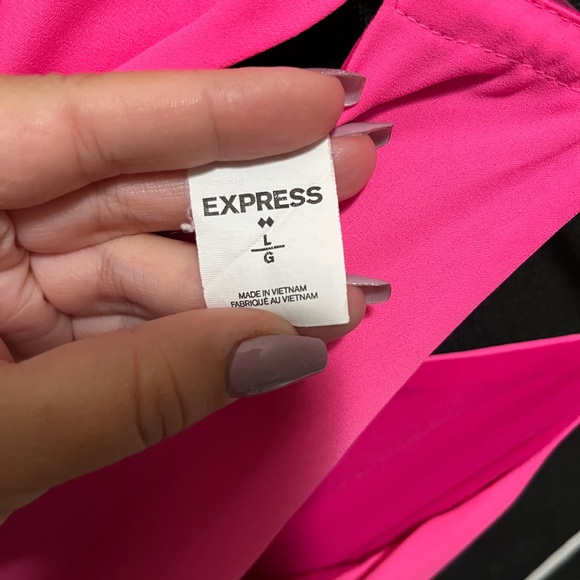 EXPRESS
L
G
MADE IN VIETNAM
FABRIQUÉ AU VIETNAM